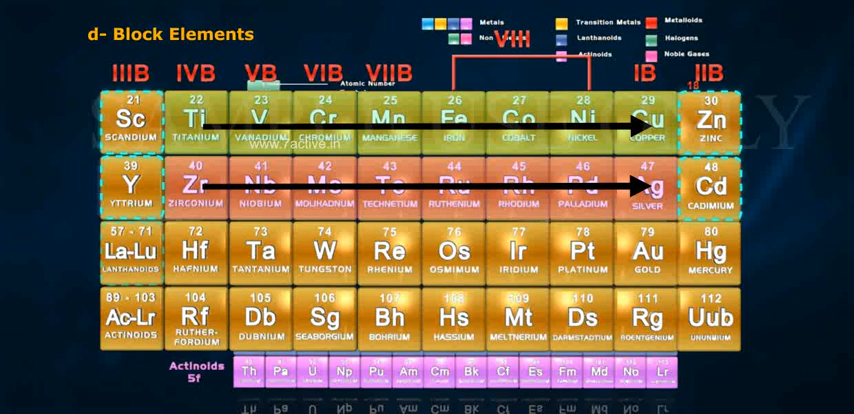 d- Block Elements
Metals
Transition Metals
Metalloids
Non
Lanthanoids
Halogens
Actinoids
Noble Gases
VIII
IIIB IVB VB VIB VIIB IB IIB
Atomic Number
18
21 22 23 24 25 26 27 28 29 30
Sc Ti V Cr Mn Fe Co Ni Cu Zn
SCANDIUM TITANIUM VANADIUM CHROMIUM MANGANESE IRON COBALT NICKEL COPPER ZINC
www.7active.in
39 40 41 42 43 44 45 46 47 48
Y Zr Nb Mo Tc Ru Rh Pd Ag Cd
YTTRIUM ZIRCONIUM NIOBIUM MOLIHADNUM TECHNETIUM RUTHENIUM RHODIUM PALLADIUM SILVER CADIMIUM
57 - 71 72 73 74 75 76 77 78 79 80
La-Lu Hf Ta W Re Os Ir Pt Au Hg
LANTHANOIDS HAFNIUM TANTANIUM TUNGSTON RHENIUM OSMIMUM IRIDIUM PLATINUM GOLD MERCURY
89 - 103 104 105 106 107 108 109 110 111 112
Ac-Lr Rf Db Sg Bh Hs Mt Ds Rg Uub
ACTINOIDS RUTHER-FORDIUM DUBNIUM SEABORGIUM BOHRIUM HASSIUM MELTNERIUM DARMSTADTIUM ROENTGENIUM UNUNMIUM
Actinoids
5f
Th Pa U Np Pu Am Cm Bk Cf Es Fm Md No Lr